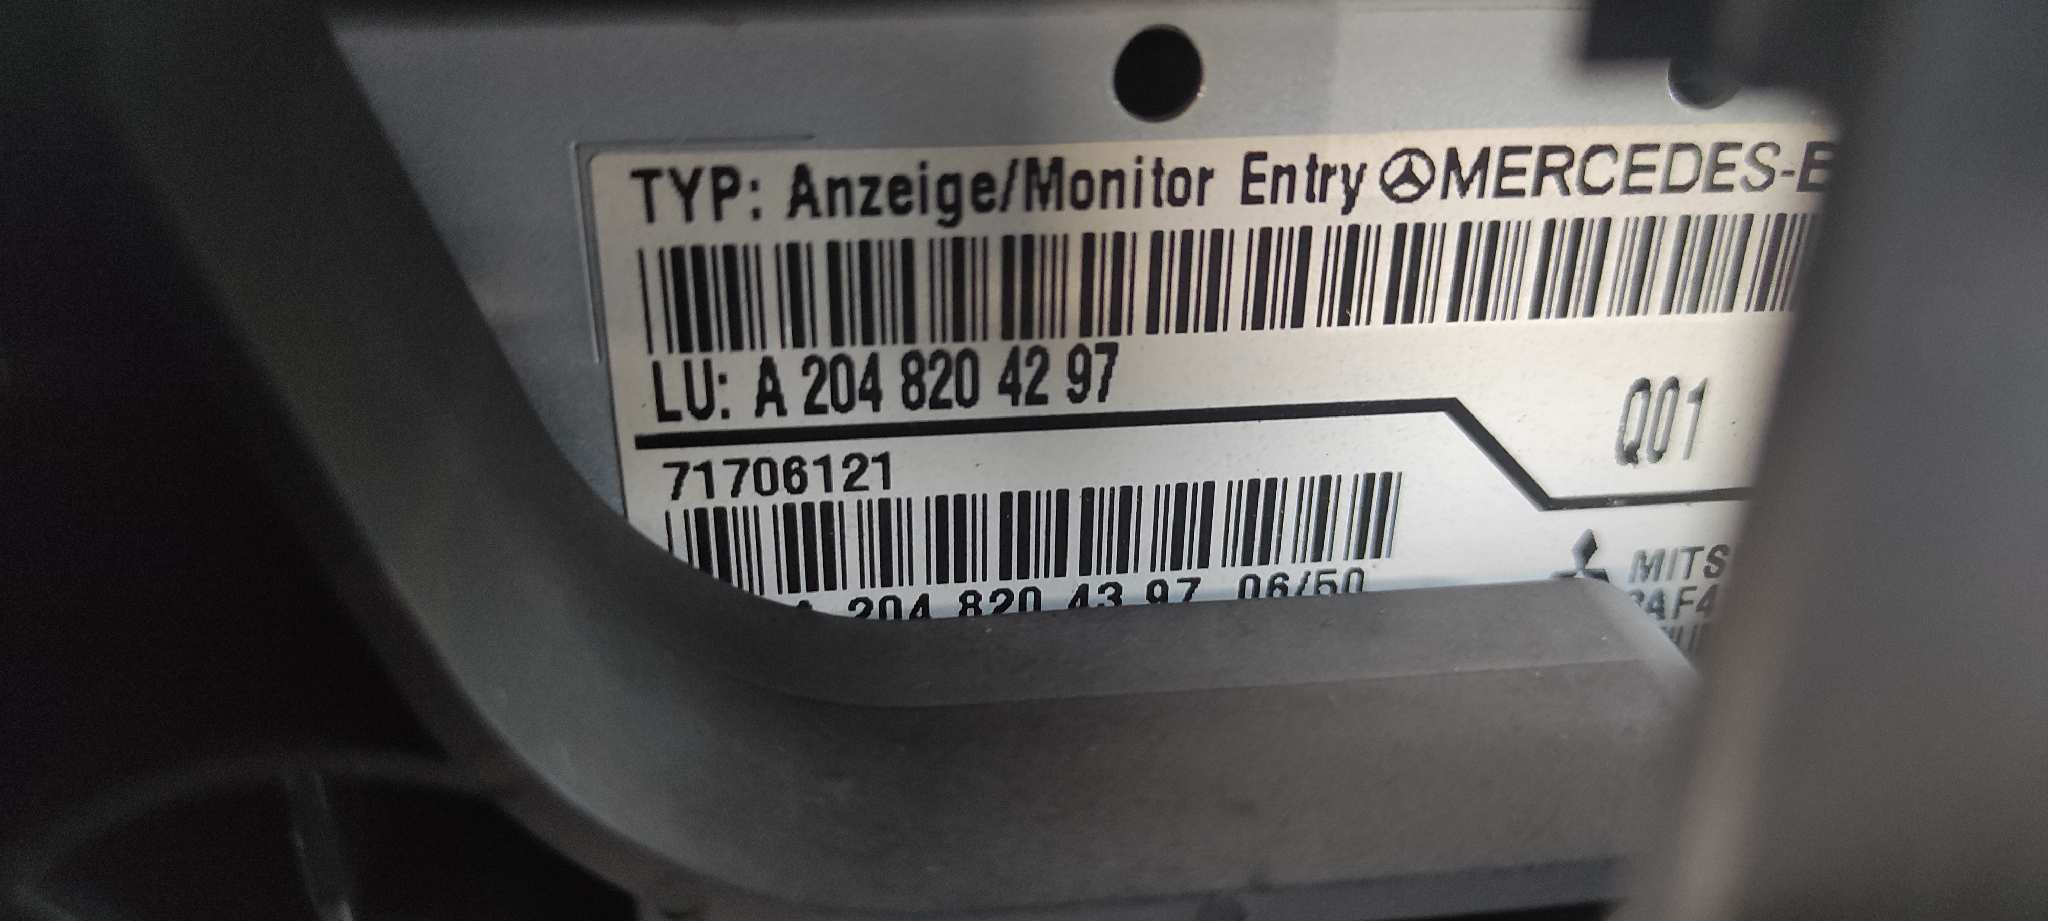 TYP: Anzeige/Monitor Entry MERCEDES-B
LU: A 204 820 42 97
Q01
71706121
A 204 820 43 97 06/50
MITS